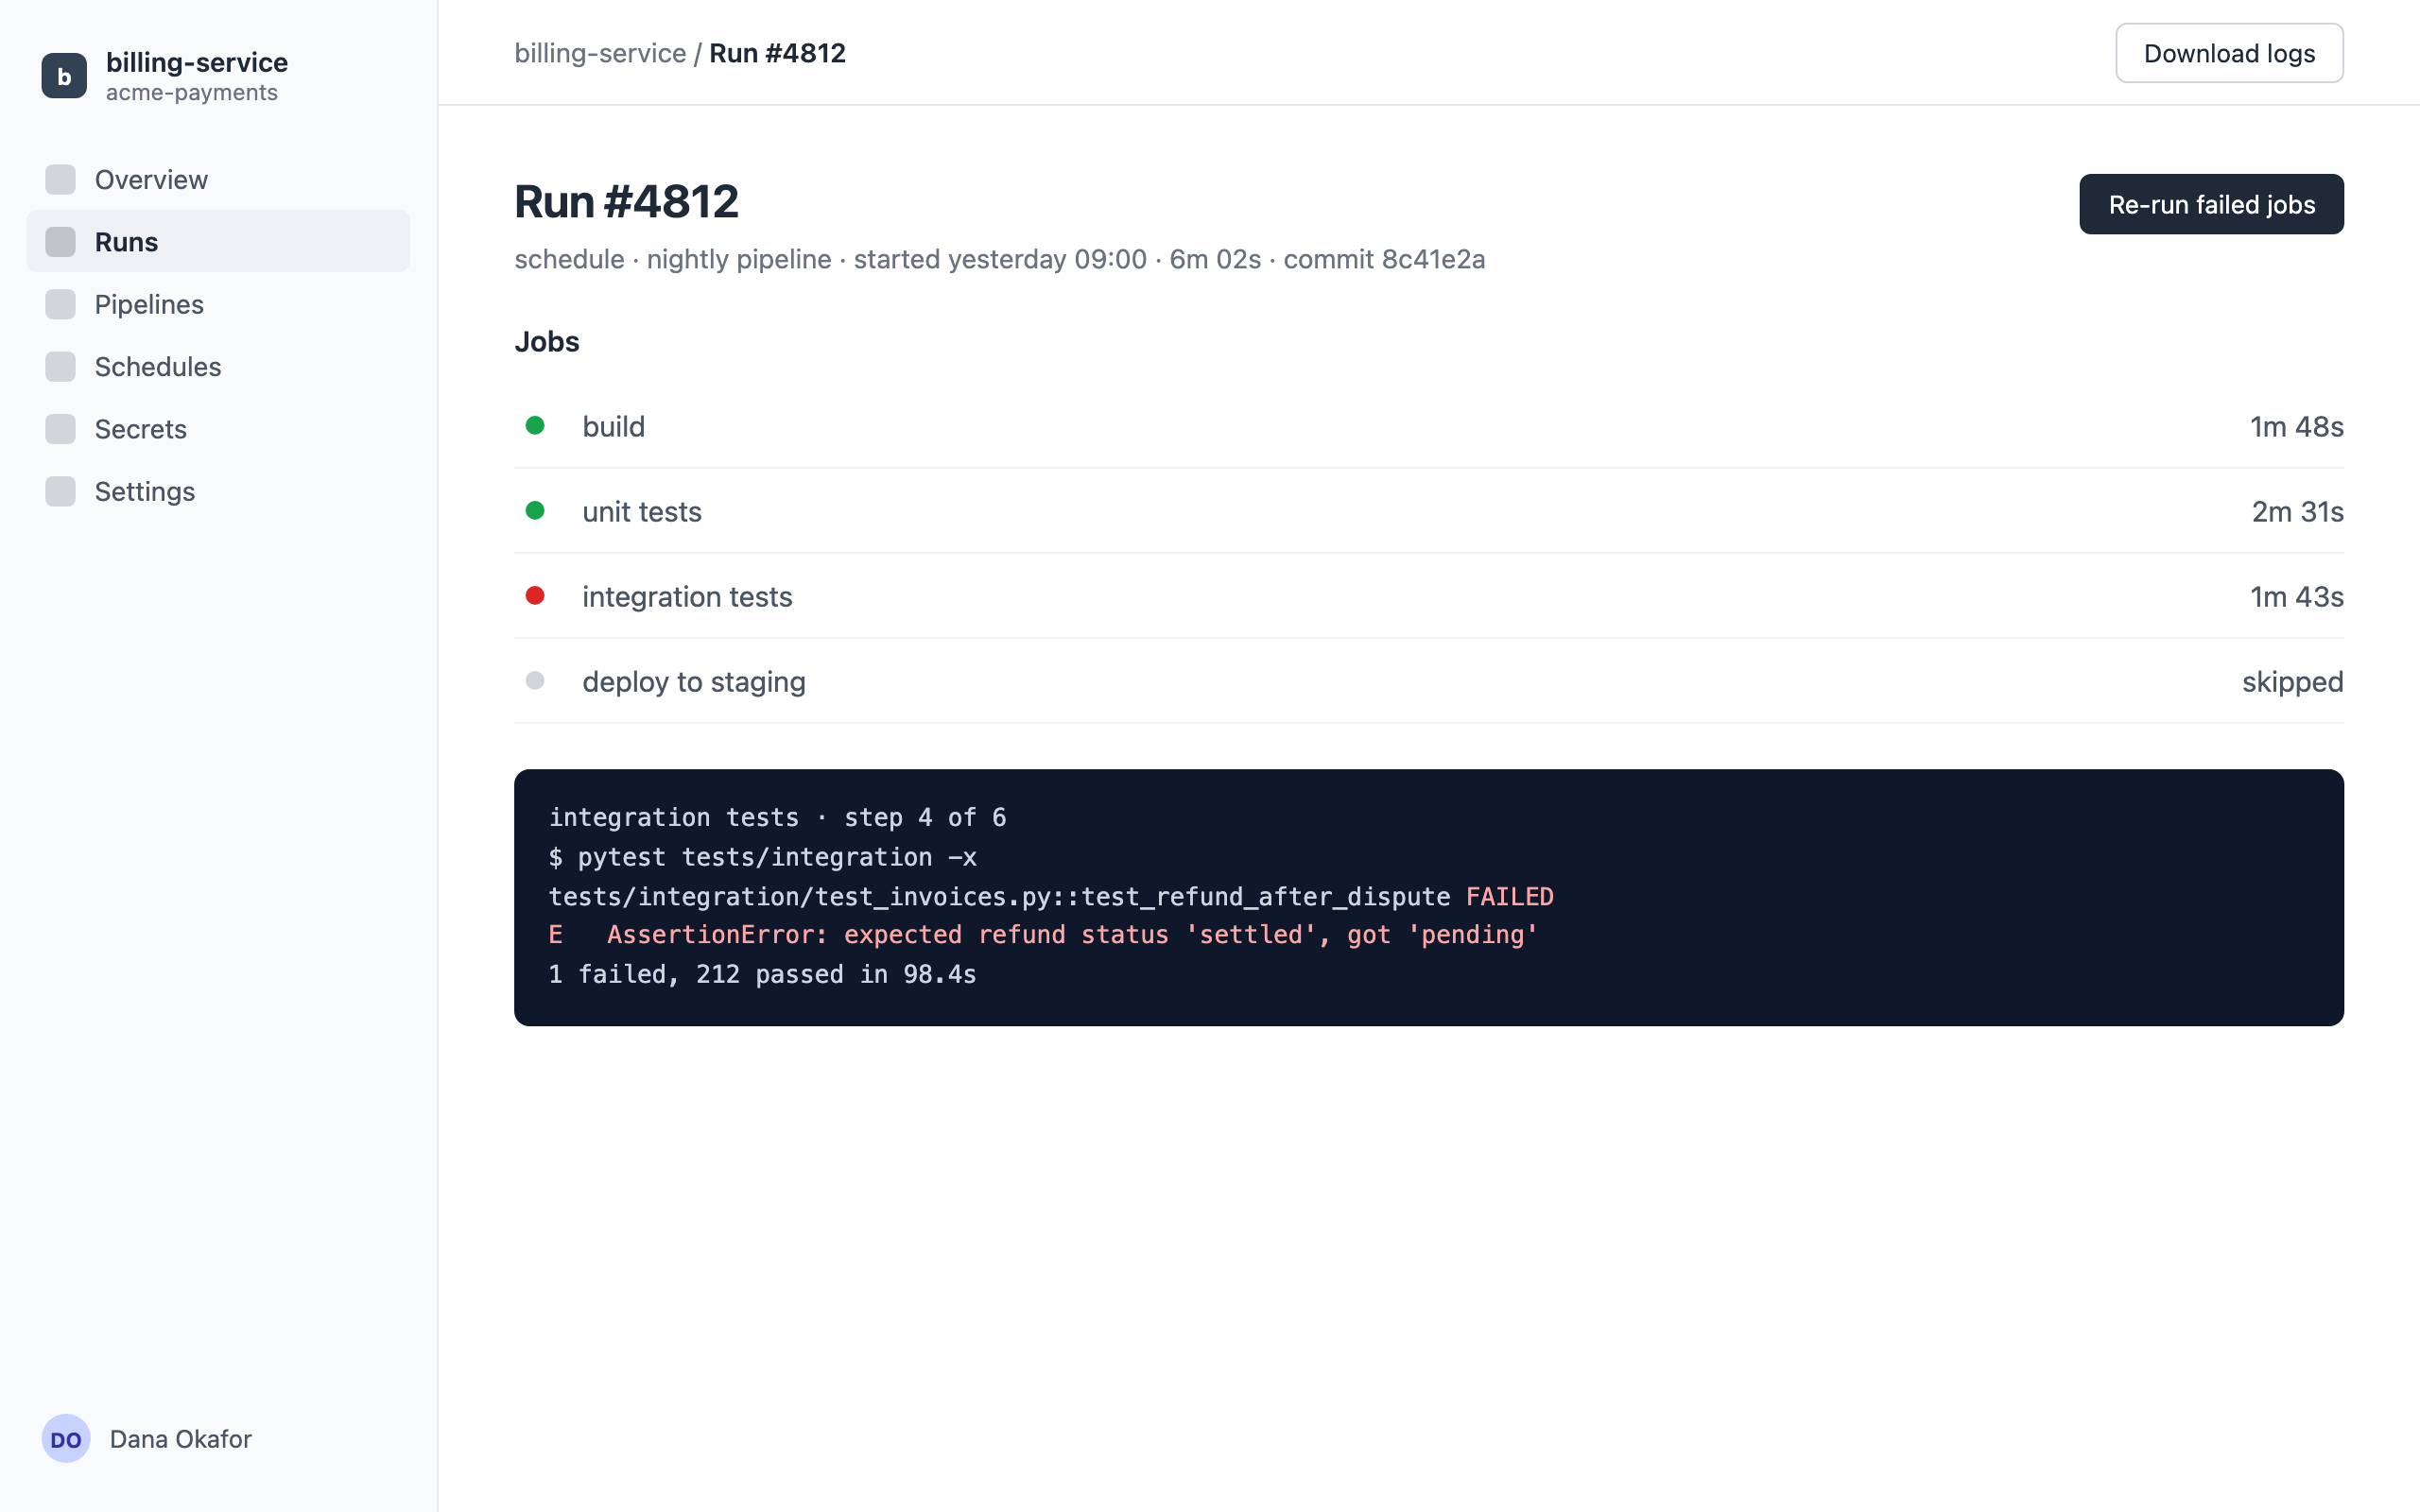 b
billing-service
acme-payments
Overview
Runs
Pipelines
Schedules
Secrets
Settings
DO
Dana Okafor
billing-service / Run #4812
Download logs
Run #4812
Re-run failed jobs
schedule · nightly pipeline · started yesterday 09:00 · 6m 02s · commit 8c41e2a
Jobs
build 1m 48s
unit tests 2m 31s
integration tests 1m 43s
deploy to staging skipped
integration tests · step 4 of 6
$ pytest tests/integration -x
tests/integration/test_invoices.py::test_refund_after_dispute FAILED
E   AssertionError: expected refund status 'settled', got 'pending'
1 failed, 212 passed in 98.4s